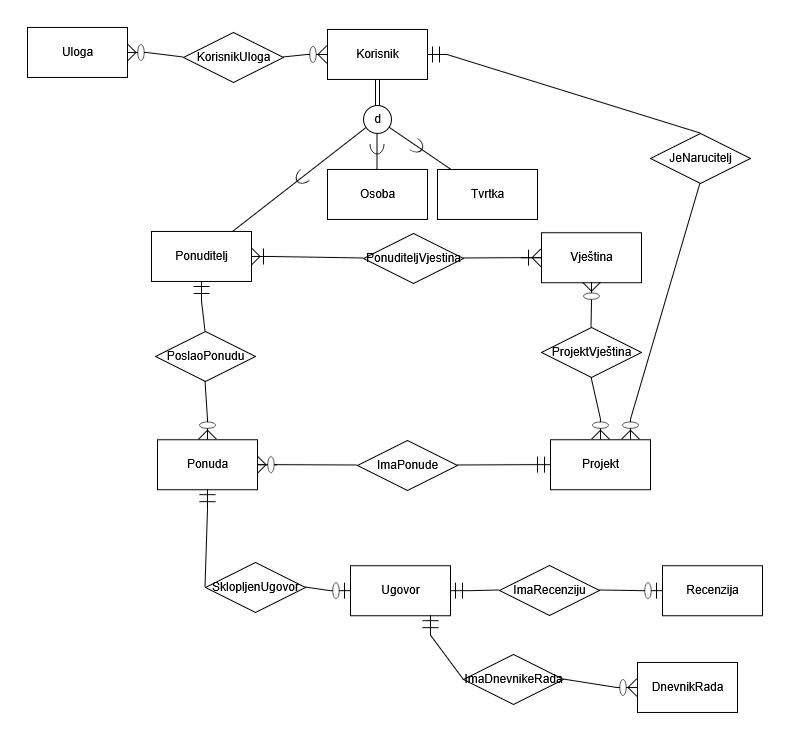 Uloga
KorisnikUloga
Korisnik
d
JeNarucitelj
Osoba
Tvrtka
Ponuditelj
PonuditeljVjestina
Vještina
PoslaoPonudu
ProjektVještina
Ponuda
ImaPonude
Projekt
SklopljenUgovor
Ugovor
ImaRecenziju
Recenzija
ImaDnevnikeRada
DnevnikRada